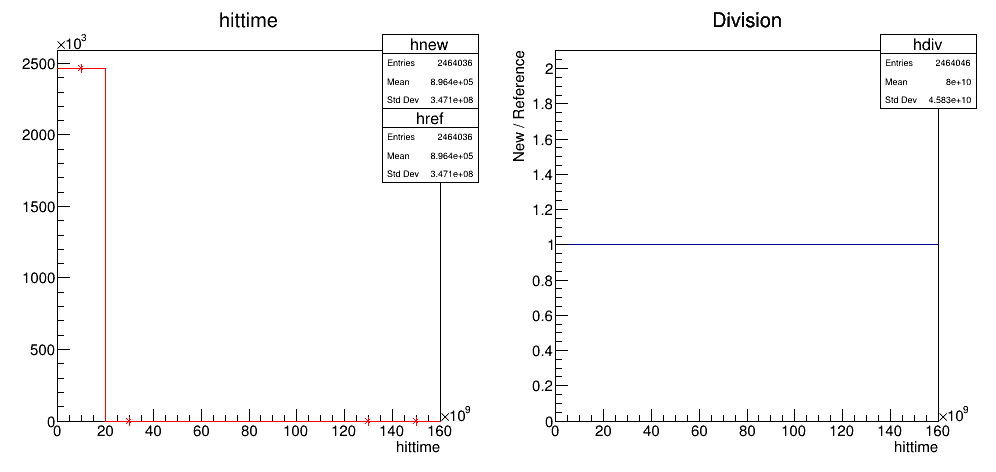 hittime
×10³
hnew
Entries 2464036
Mean 8.964e+05
Std Dev 3.471e+08
href
Entries 2464036
Mean 8.964e+05
Std Dev 3.471e+08
2500
2000
1500
1000
500
0
0 20 40 60 80 100 120 140 160
×10⁹
hittime
Division
hdiv
Entries 2464046
Mean 8e+10
Std Dev 4.583e+10
New / Reference
2
1.8
1.6
1.4
1.2
1
0.8
0.6
0.4
0.2
0
0 20 40 60 80 100 120 140 160
×10⁹
hittime